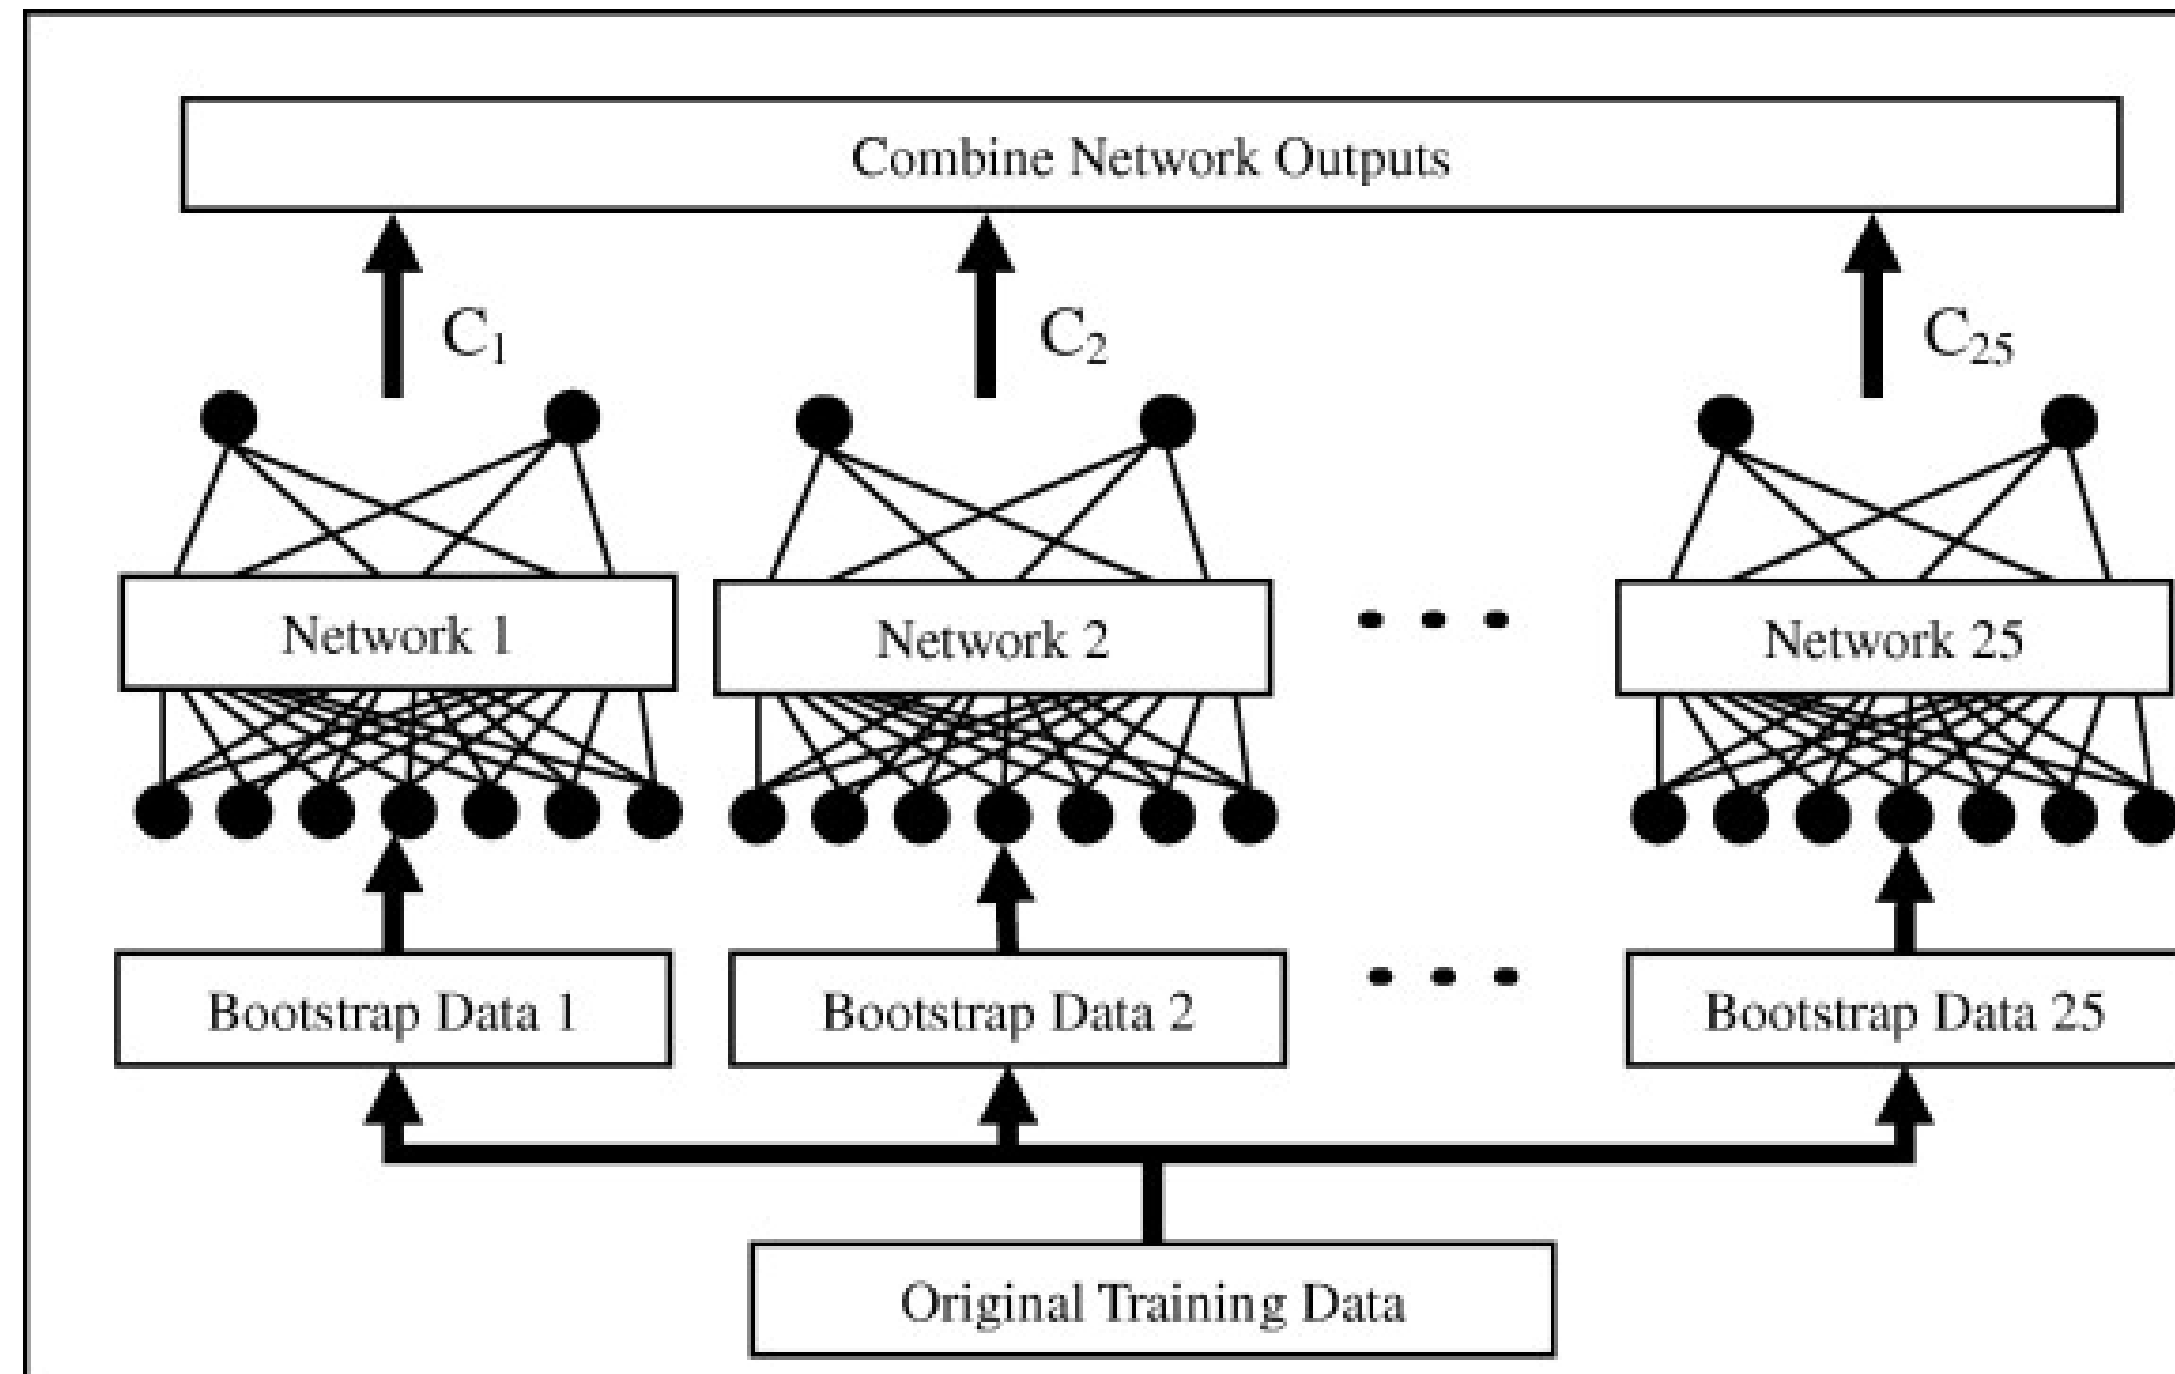 Combine Network Outputs
C1
C2
C25
Network 1
Network 2
Network 25
Bootstrap Data 1
Bootstrap Data 2
Bootstrap Data 25
Original Training Data